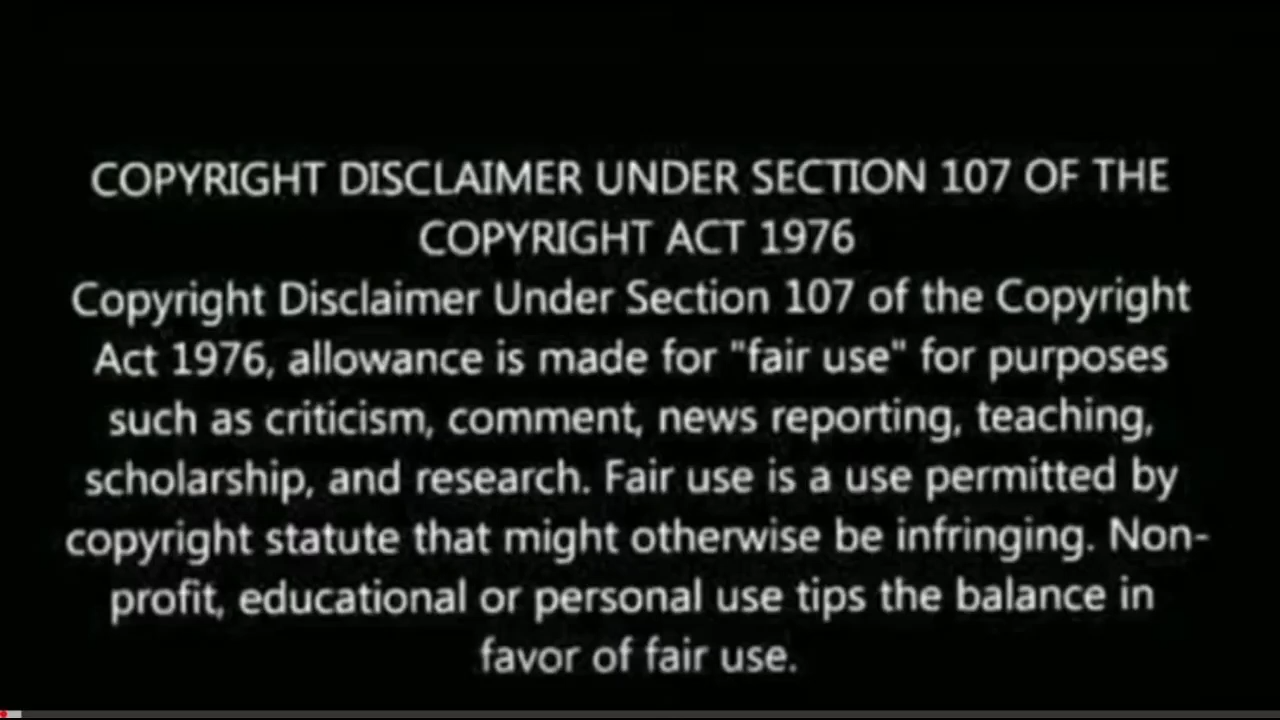 COPYRIGHT DISCLAIMER UNDER SECTION 107 OF THE
COPYRIGHT ACT 1976
Copyright Disclaimer Under Section 107 of the Copyright
Act 1976, allowance is made for "fair use" for purposes
such as criticism, comment, news reporting, teaching,
scholarship, and research. Fair use is a use permitted by
copyright statute that might otherwise be infringing. Non-
profit, educational or personal use tips the balance in
favor of fair use.